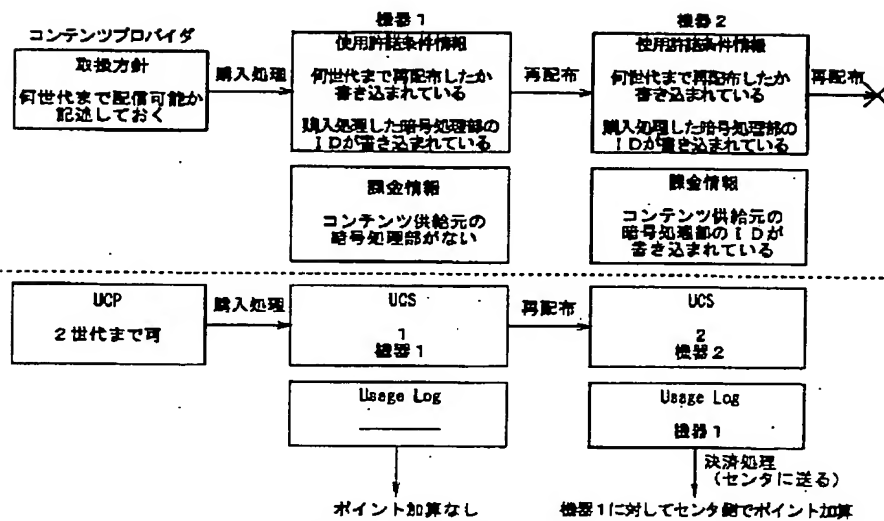 コンテンツプロバイダ
取扱方針
何世代まで配信可能か
記述しておく
購入処理
機器1
使用許諾条件情報
何世代まで再配布したか
書き込まれている
購入処理した暗号処理部の
IDが書き込まれている
課金情報
コンテンツ供給元の
暗号処理部がない
再配布
機器2
使用許諾条件情報
何世代まで再配布したか
書き込まれている
購入処理した暗号処理部の
IDが書き込まれている
課金情報
コンテンツ供給元の
暗号処理部のIDが
書き込まれている
再配布
UCP
2世代まで可
購入処理
UCS
1
機器1
Usage Log
ポイント加算なし
再配布
UCS
2
機器2
Usage Log
機器1
決済処理
(センタに送る)
機器1に対してセンタ側でポイント加算